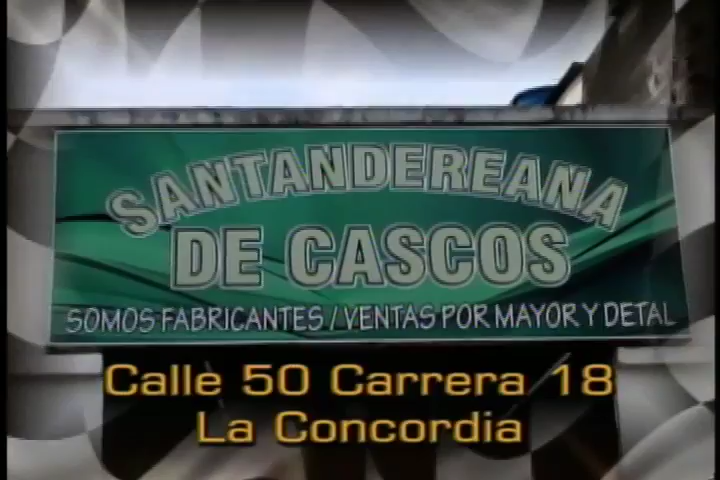 SANTANDEREANA
DE CASCOS
SOMOS FABRICANTES / VENTAS POR MAYOR Y DETAL
Calle 50 Carrera 18
La Concordia